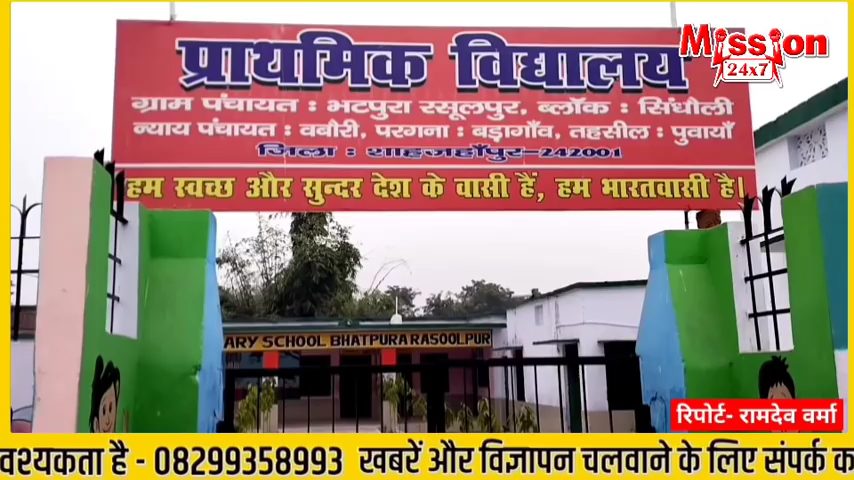 प्राथमिक विद्यालय
Mission
24x7
ग्राम पंचायत : भटपुरा रसूलपुर, ब्लॉक : सिंधौली
न्याय पंचायत : वबौरी, परगना : बड़ागाँव, तहसील : पुवायाँ
जिला : शाहजहाँपुर-242001
हम स्वच्छ और सुन्दर देश के वासी हैं, हम भारतवासी है।
ARY SCHOOL BHATPURA RASOOLPUR
रिपोर्ट- रामदेव वर्मा
वश्यकता है - 08299358993 खबरें और विज्ञापन चलवाने के लिए संपर्क क